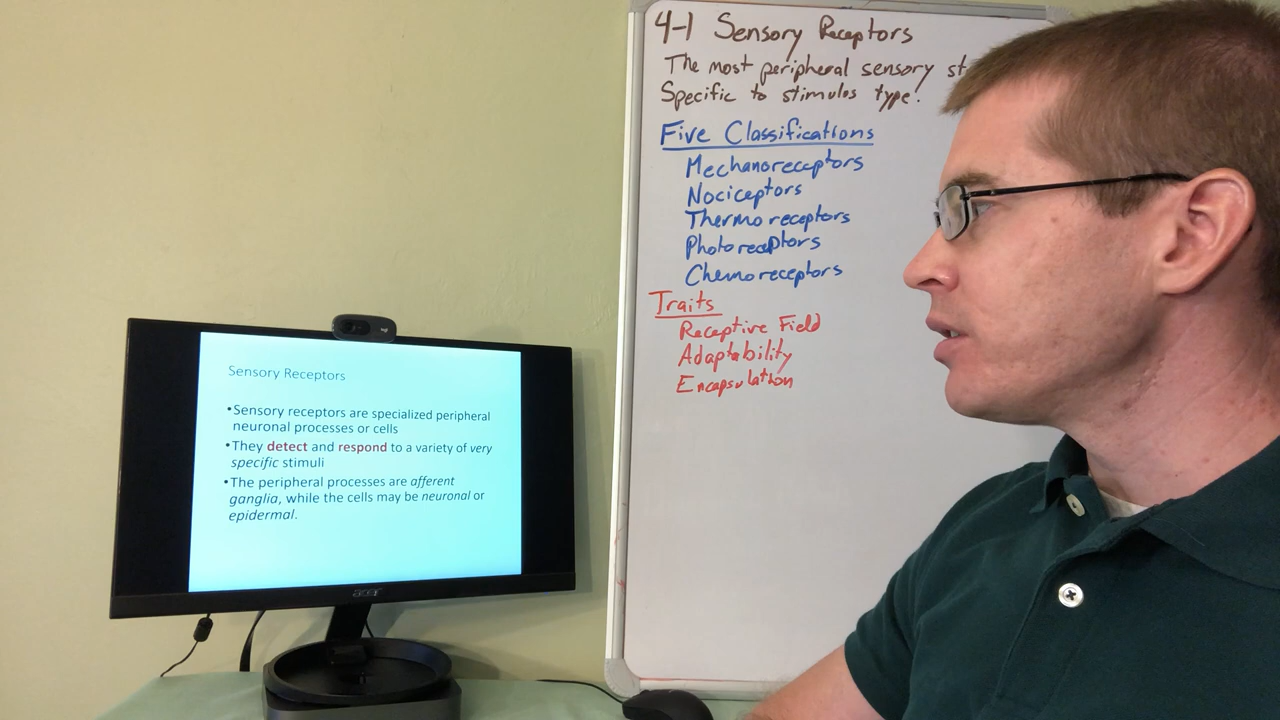 4-1 Sensory Receptors
The most peripheral sensory
Specific to stimulus type!
Five Classifications
Mechanoreceptors
Nociceptors
Thermoreceptors
Photoreceptors
Chemoreceptors
Traits
Receptive Field
Adaptability
Encapsulation
Sensory Receptors
•Sensory receptors are specialized peripheral
neuronal processes or cells
•They detect and respond to a variety of very
specific stimuli
•The peripheral processes are afferent
ganglia, while the cells may be neuronal or
epidermal.
acer